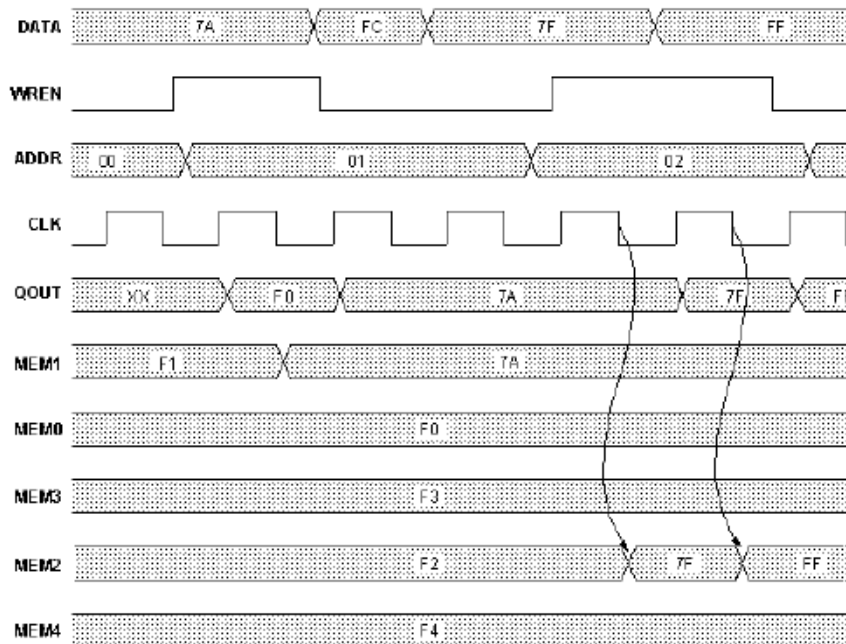 DATA 7A FC 7F FF
WREN
ADDR 00 01 02
CLK
QOUT XX F0 7A 7F
MEM1 F1 7A
MEM0 F0
MEM3 F3
MEM2 F2 7F FF
MEM4 F4